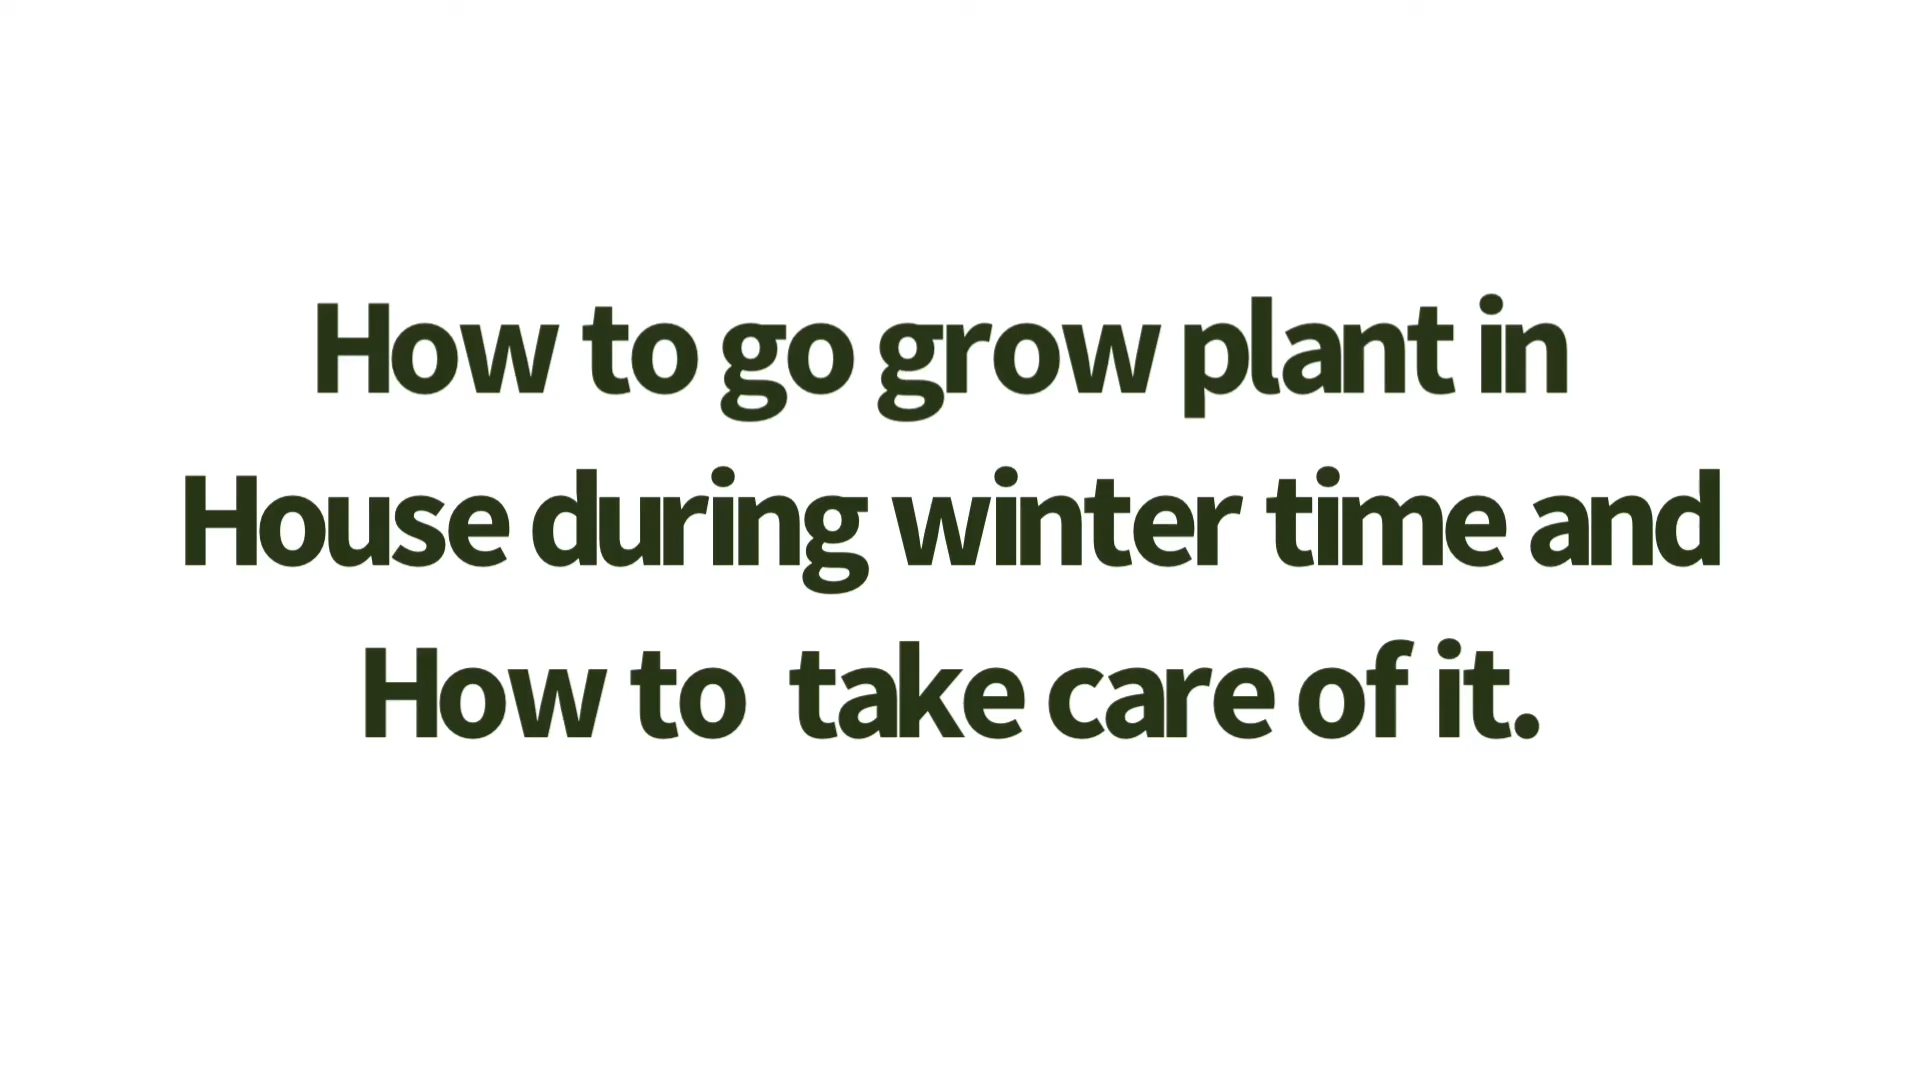 How to go grow plant in
House during winter time and
How to  take care of it.